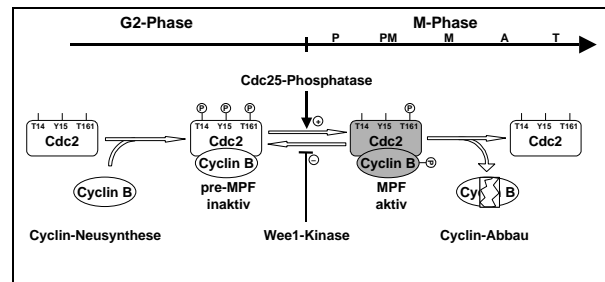 G2-Phase M-Phase
P PM M A T
Cdc25-Phosphatase
P P P + P
T14 Y15 T161 T14 Y15 T161 T14 Y15 T161 T14 Y15 T161
Cdc2 Cdc2 Cdc2 Cdc2
Cyclin B Cyclin B − Cyclin B P Cy B
pre-MPF MPF
inaktiv aktiv
Cyclin-Neusynthese Wee1-Kinase Cyclin-Abbau